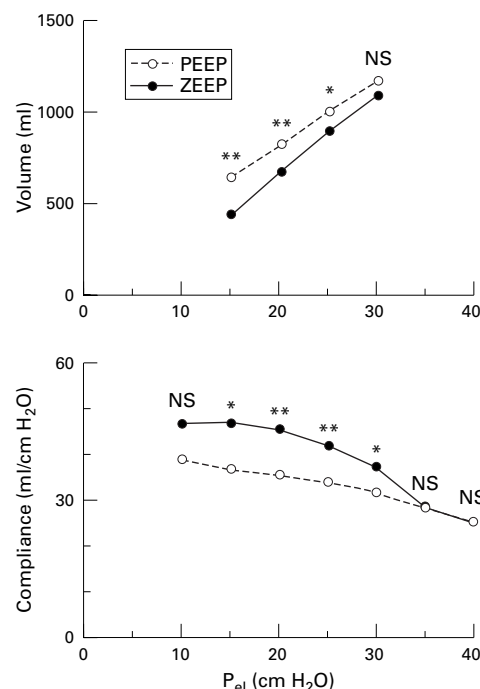 1500
PEEP
ZEEP
NS
*
**
**
1000
500
0
Volume (ml)
0 10 20 30 40
60
NS
*
**
**
*
NS
NS
30
0
Compliance (ml/cm H₂O)
0 10 20 30 40
Pel (cm H₂O)